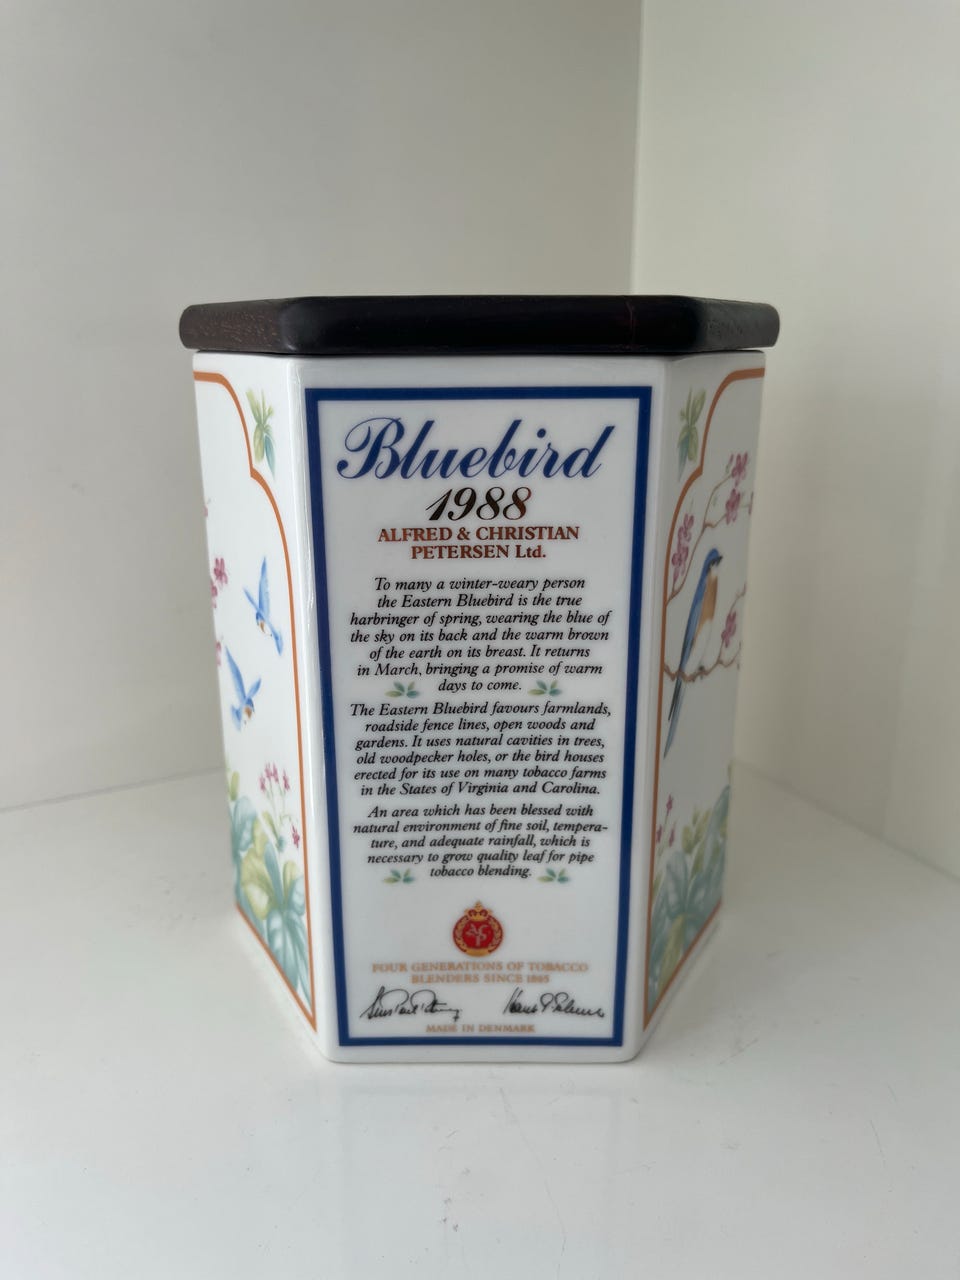 Bluebird
1988
ALFRED & CHRISTIAN
PETERSEN Ltd.
To many a winter-weary person
the Eastern Bluebird is the true
harbringer of spring, wearing the blue of
the sky on its back and the warm brown
of the earth on its breast. It returns
in March, bringing a promise of warm
days to come.
The Eastern Bluebird favours farmlands,
roadside fence lines, open woods and
gardens. It uses natural cavities in trees,
old woodpecker holes, or the bird houses
erected for its use on many tobacco farms
in the States of Virginia and Carolina.
An area which has been blessed with
natural environment of fine soil, tempera-
ture, and adequate rainfall, which is
necessary to grow quality leaf for pipe
tobacco blending.
FOUR GENERATIONS OF TOBACCO
BLENDERS SINCE 1865
MADE IN DENMARK